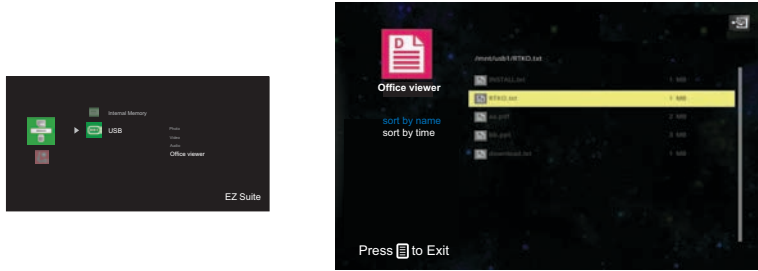 Internal Memory
USB
Photo
Video
Audio
Office viewer
EZ Suite
D
Office viewer
sort by name
sort by time
/mnt/usb1/RTKO.txt
INSTALL.txt 1 MB
RTKO.txt 1 MB
aa.pdf 2 MB
bb.ppt 3 MB
download.txt 1 MB
Press to Exit